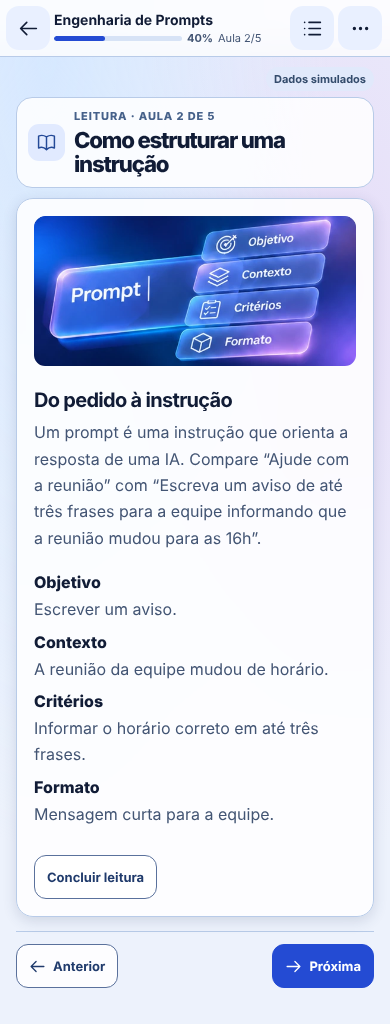 Engenharia de Prompts
40% Aula 2/5
Dados simulados
LEITURA · AULA 2 DE 5
Como estruturar uma
instrução
Prompt
Objetivo
Contexto
Critérios
Formato
Do pedido à instrução
Um prompt é uma instrução que orienta a
resposta de uma IA. Compare “Ajude com
a reunião” com “Escreva um aviso de até
três frases para a equipe informando que
a reunião mudou para as 16h”.
Objetivo
Escrever um aviso.
Contexto
A reunião da equipe mudou de horário.
Critérios
Informar o horário correto em até três
frases.
Formato
Mensagem curta para a equipe.
Concluir leitura
Anterior
Próxima